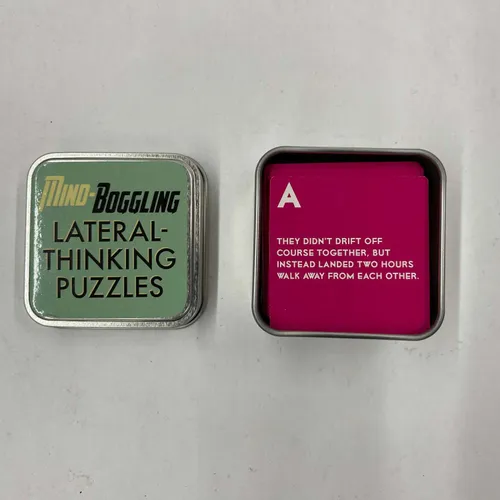 MIND-BOGGLING
LATERAL-
THINKING
PUZZLES
A
THEY DIDN'T DRIFT OFF
COURSE TOGETHER, BUT
INSTEAD LANDED TWO HOURS
WALK AWAY FROM EACH OTHER.